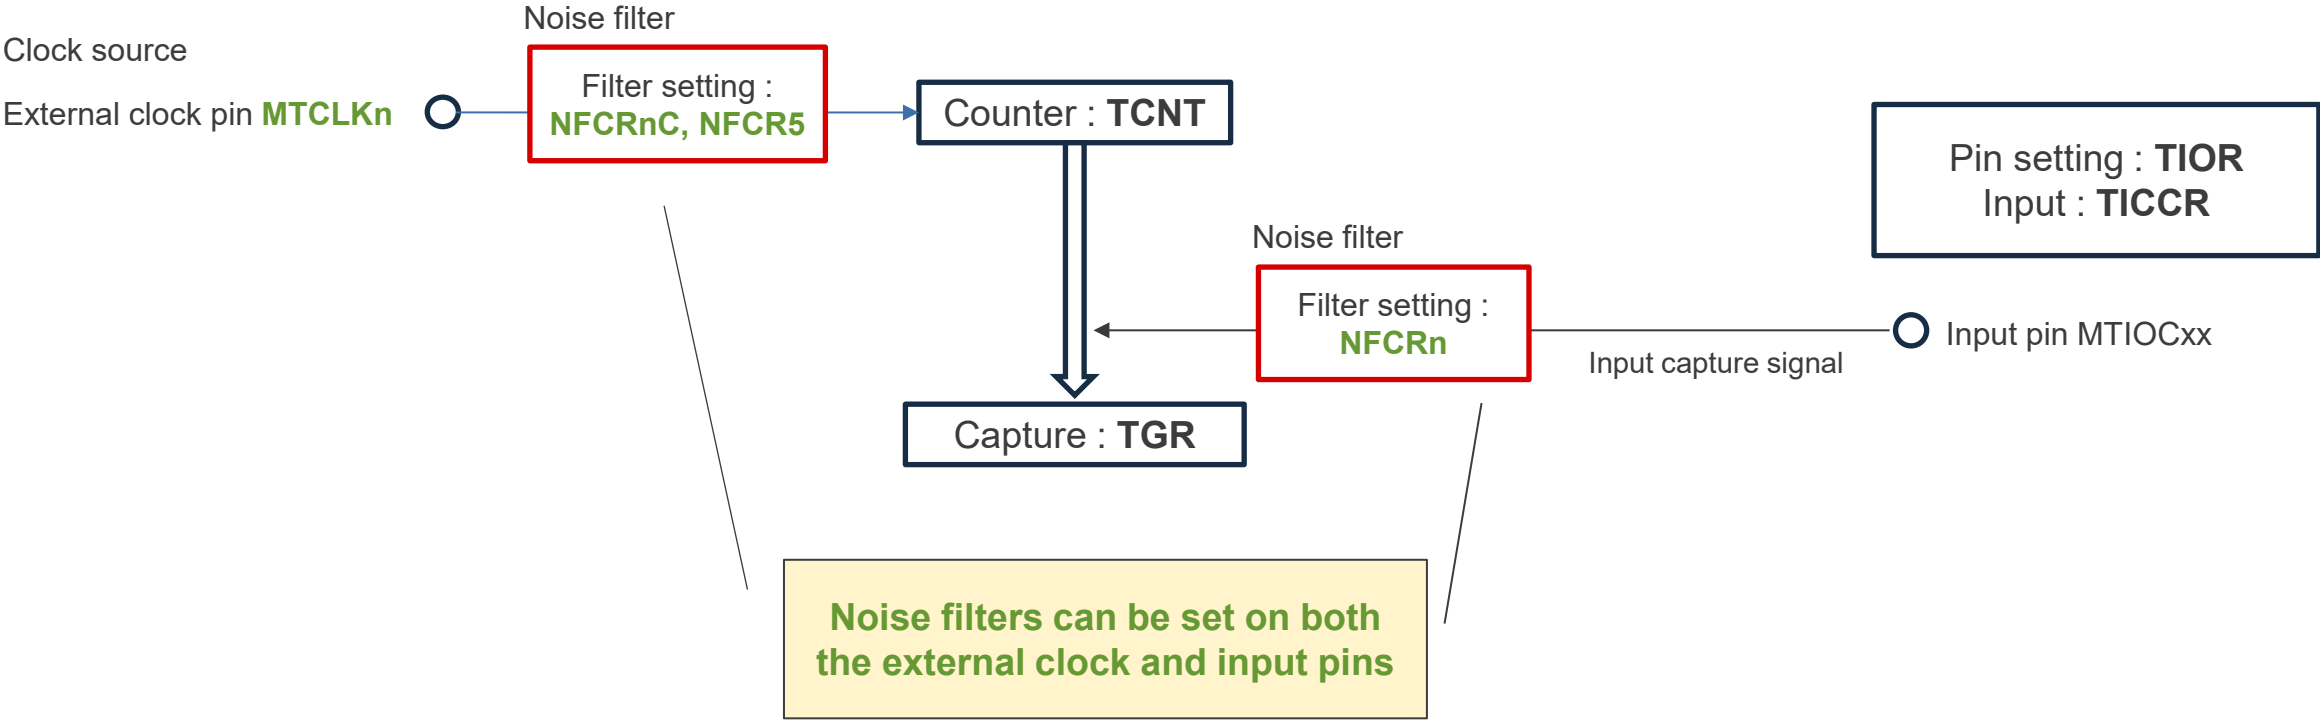 Noise filter
Clock source
External clock pin MTCLKn
Filter setting :
NFCRnC, NFCR5
Counter : TCNT
Pin setting : TIOR
Input : TICCR
Noise filter
Filter setting :
NFCRn
Input capture signal
Input pin MTIOCxx
Capture : TGR
Noise filters can be set on both
the external clock and input pins